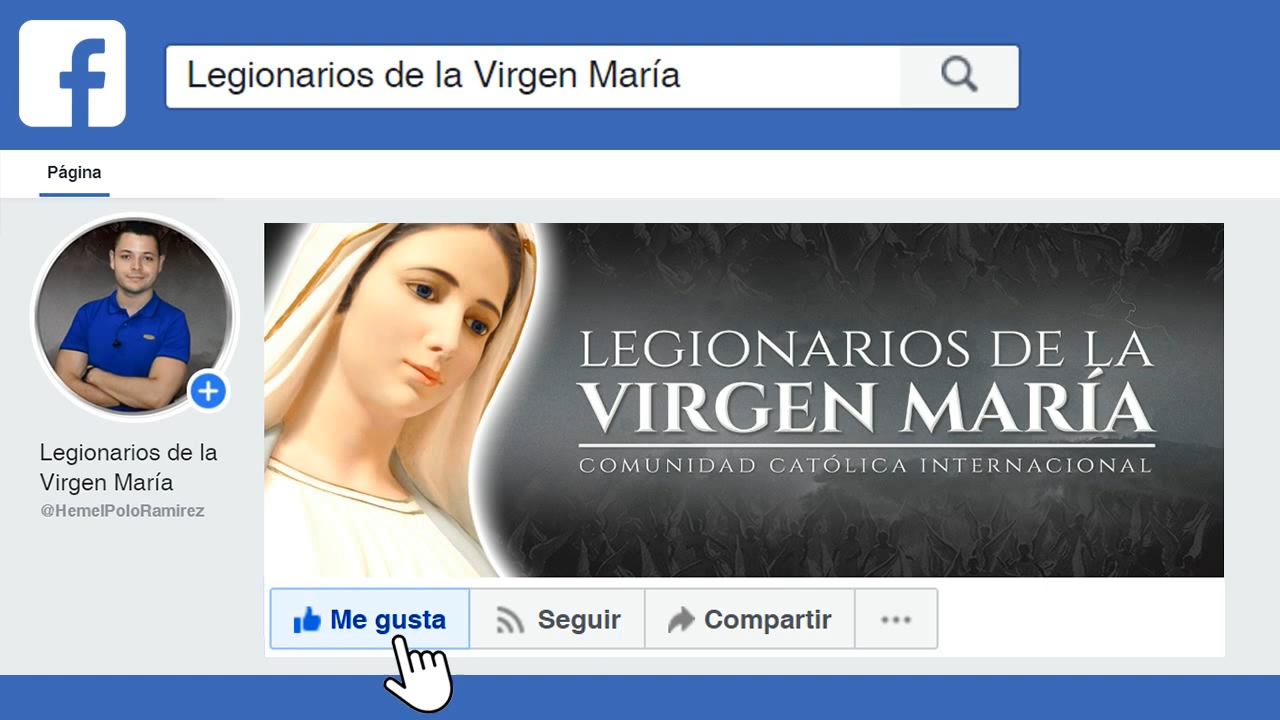 Legionarios de la Virgen María
Página
Legionarios de la
Virgen María
@HemelPoloRamirez
LEGIONARIOS DE LA
VIRGEN MARÍA
COMUNIDAD CATÓLICA INTERNACIONAL
Me gusta
Seguir
Compartir